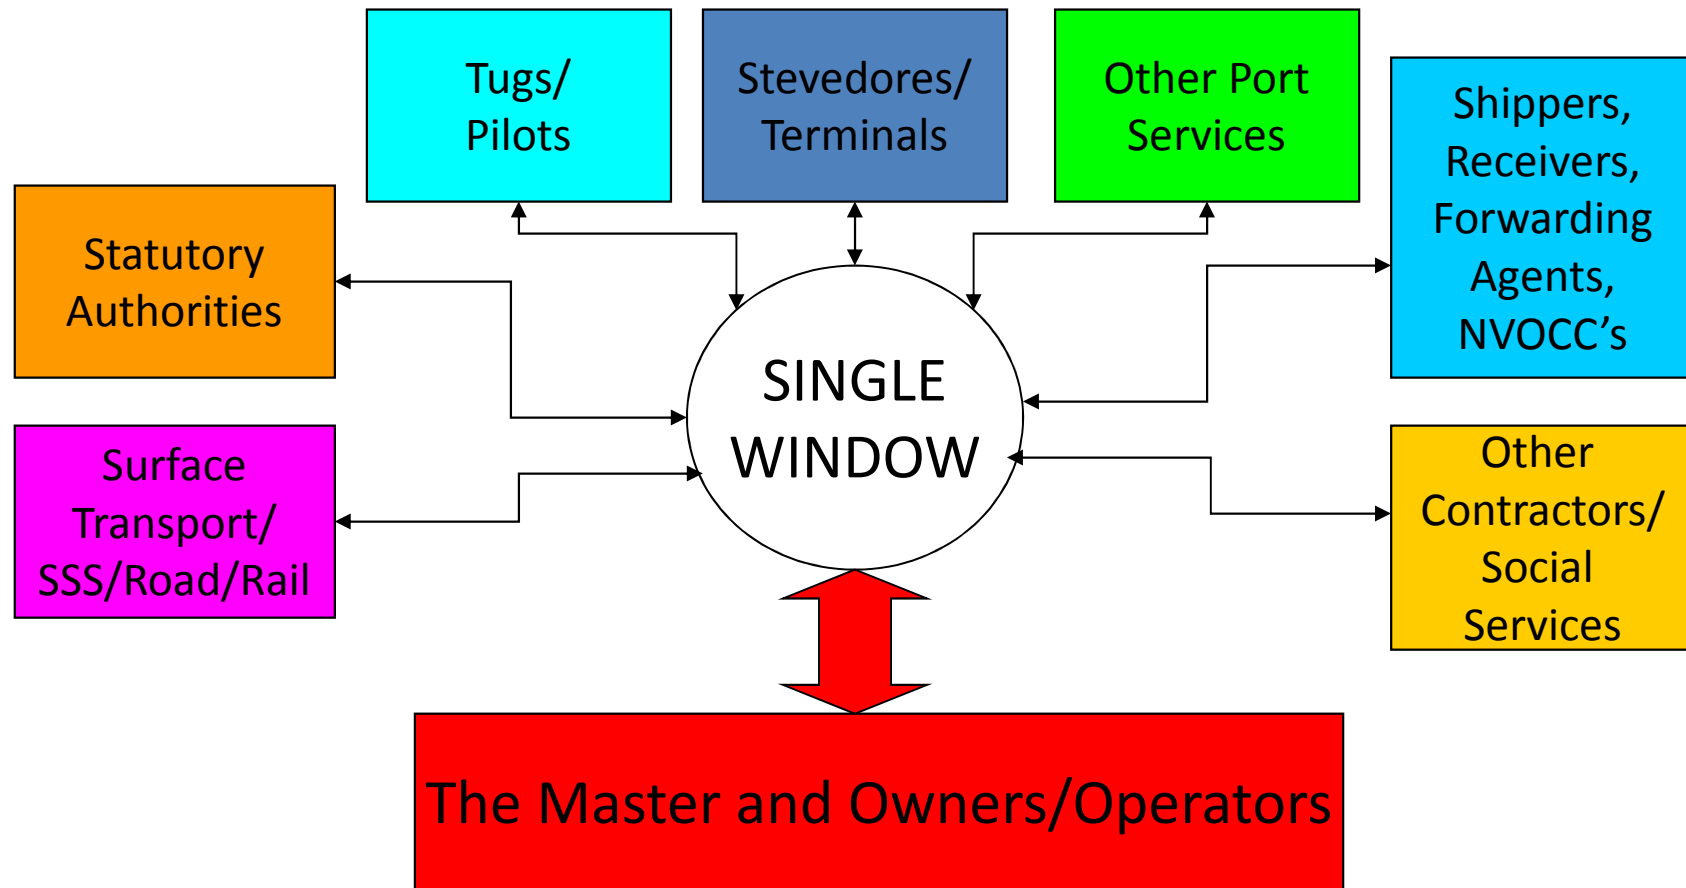 Tugs/
Pilots
Stevedores/
Terminals
Other Port
Services
Shippers,
Receivers,
Forwarding
Agents,
NVOCC’s
Statutory
Authorities
SINGLE
WINDOW
Surface
Transport/
SSS/Road/Rail
Other
Contractors/
Social
Services
The Master and Owners/Operators